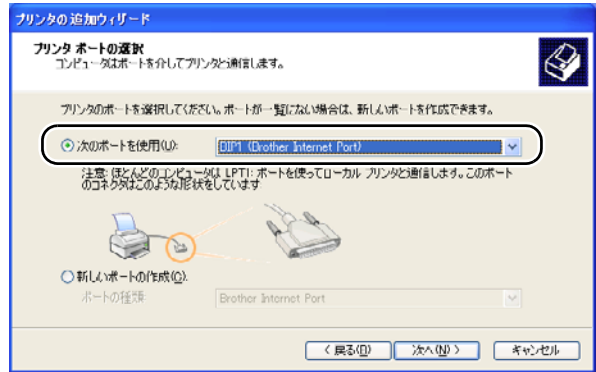 プリンタの追加ウィザード
プリンタ ポートの選択
コンピュータはポートを介してプリンタと通信します。
プリンタのポートを選択してください。ポートが一覧にない場合は、新しいポートを作成できます。
次のポートを使用(U):
DIP1 (Brother Internet Port)
注意: ほとんどのコンピュータは LPT1: ポートを使ってローカル プリンタと通信します。このポート
のコネクタはこのような形状をしています
新しいポートの作成(C):
ポートの種類:
Brother Internet Port
< 戻る(B)
次へ(N) >
キャンセル